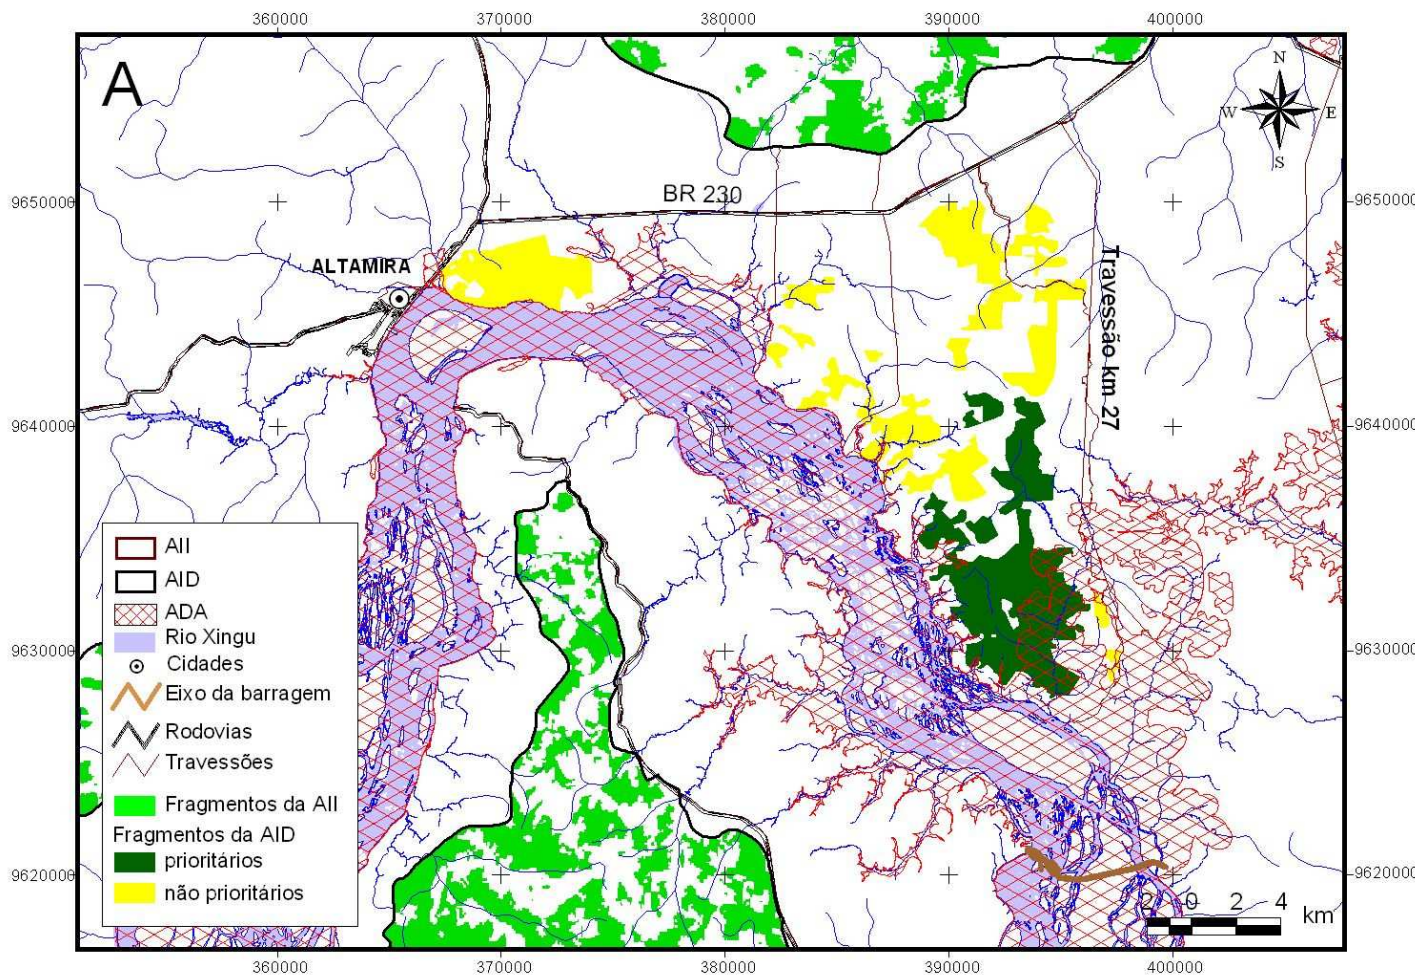 360000 370000 380000 390000 400000
A
N
W E
S
BR 230
9650000 9650000
ALTAMIRA
Travessão km 27
9640000 9640000
AII
AID
ADA
Rio Xingu
Cidades
9630000 9630000
Eixo da barragem
Rodovias
Travessões
Fragmentos da AII
Fragmentos da AID
prioritários
não prioritários
9620000 9620000
2 0 2 4
km
360000 370000 380000 390000 400000